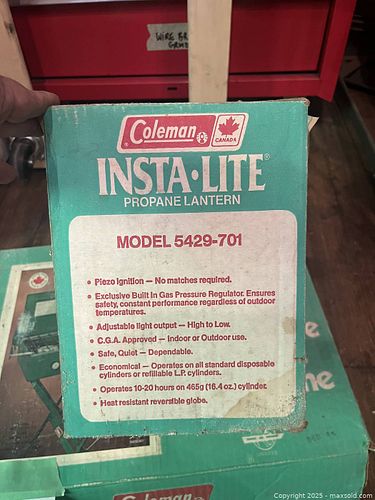 WIRE
Coleman
CANADA
INSTA·LITE®
PROPANE LANTERN
MODEL 5429-701
• Piezo Ignition — No matches required.
• Exclusive Built In Gas Pressure Regulator. Ensures
safety, constant performance regardless of outdoor
temperatures.
• Adjustable light output — High to Low.
• C.G.A. Approved — Indoor or Outdoor use.
• Safe, Quiet — Dependable.
• Economical — Operates on all standard disposable
cylinders or refillable L.P. cylinders.
• Operates 10-20 hours on 465g (16.4 oz.) cylinder.
• Heat resistant reversible globe.
Coleman
Copyright 2025 - maxsold.com